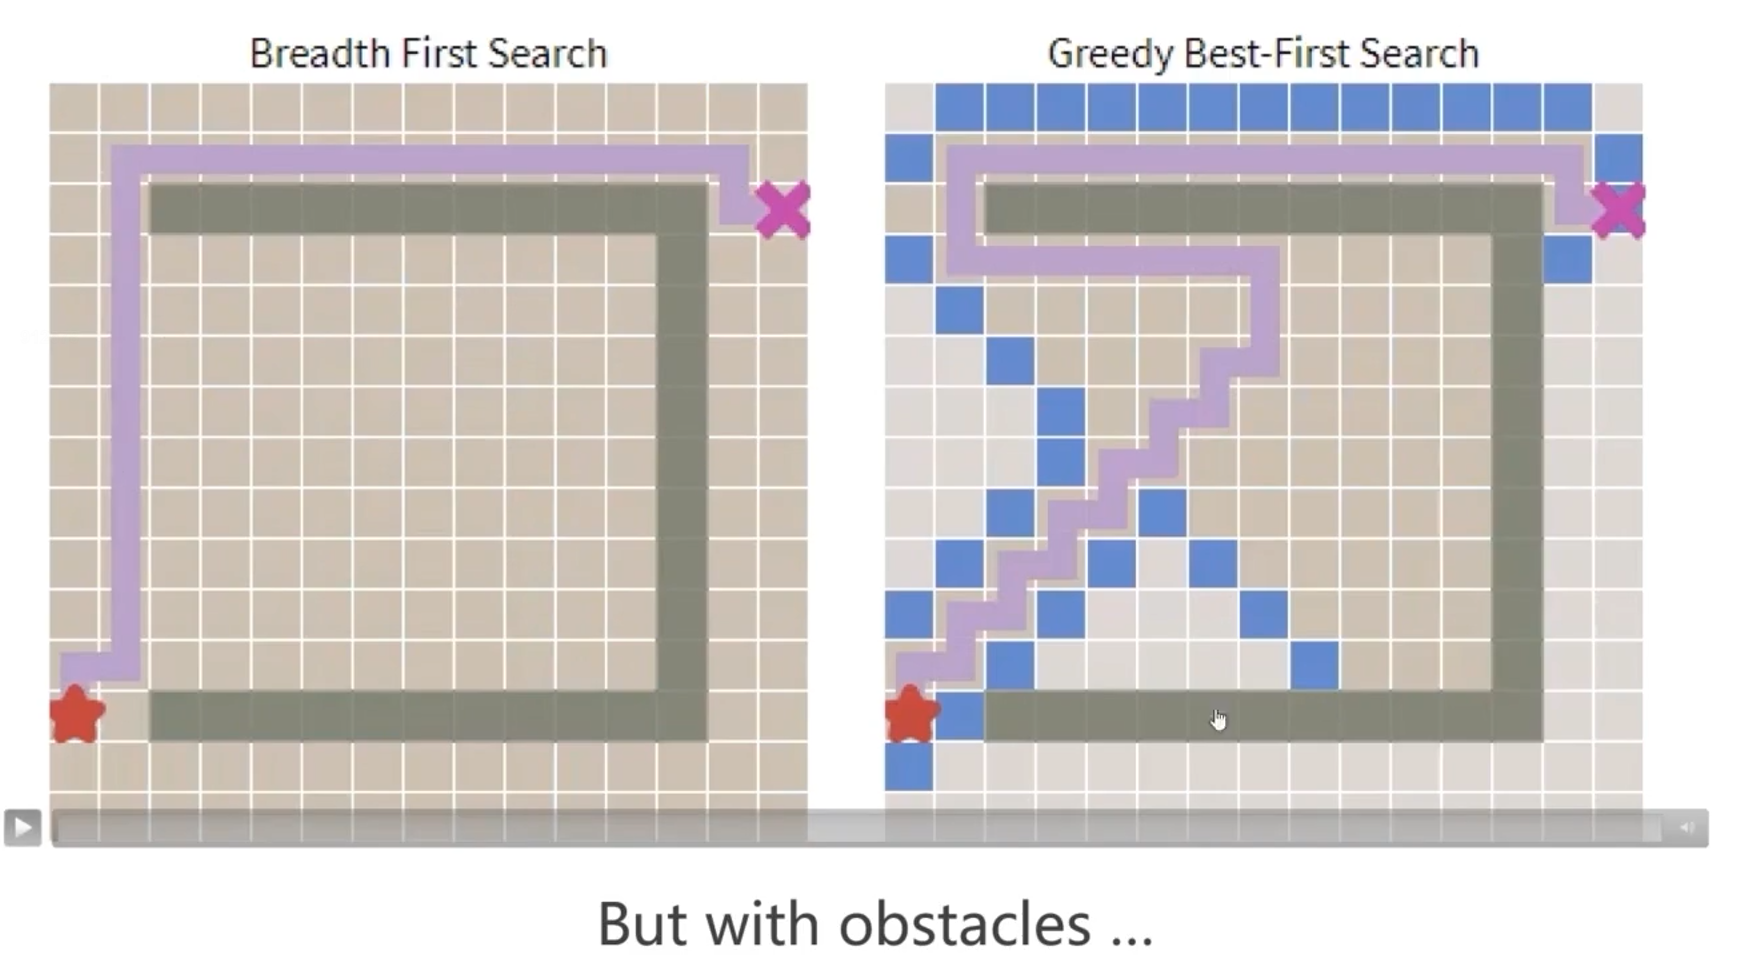 Breadth First Search
Greedy Best-First Search
But with obstacles ...